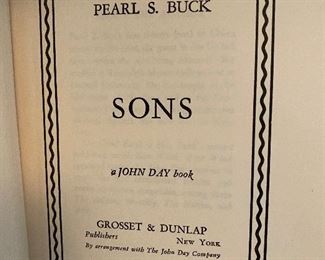 PEARL S. BUCK
SONS
a JOHN DAY book
GROSSET & DUNLAP
Publishers NEW YORK
By arrangement with The John Day Company